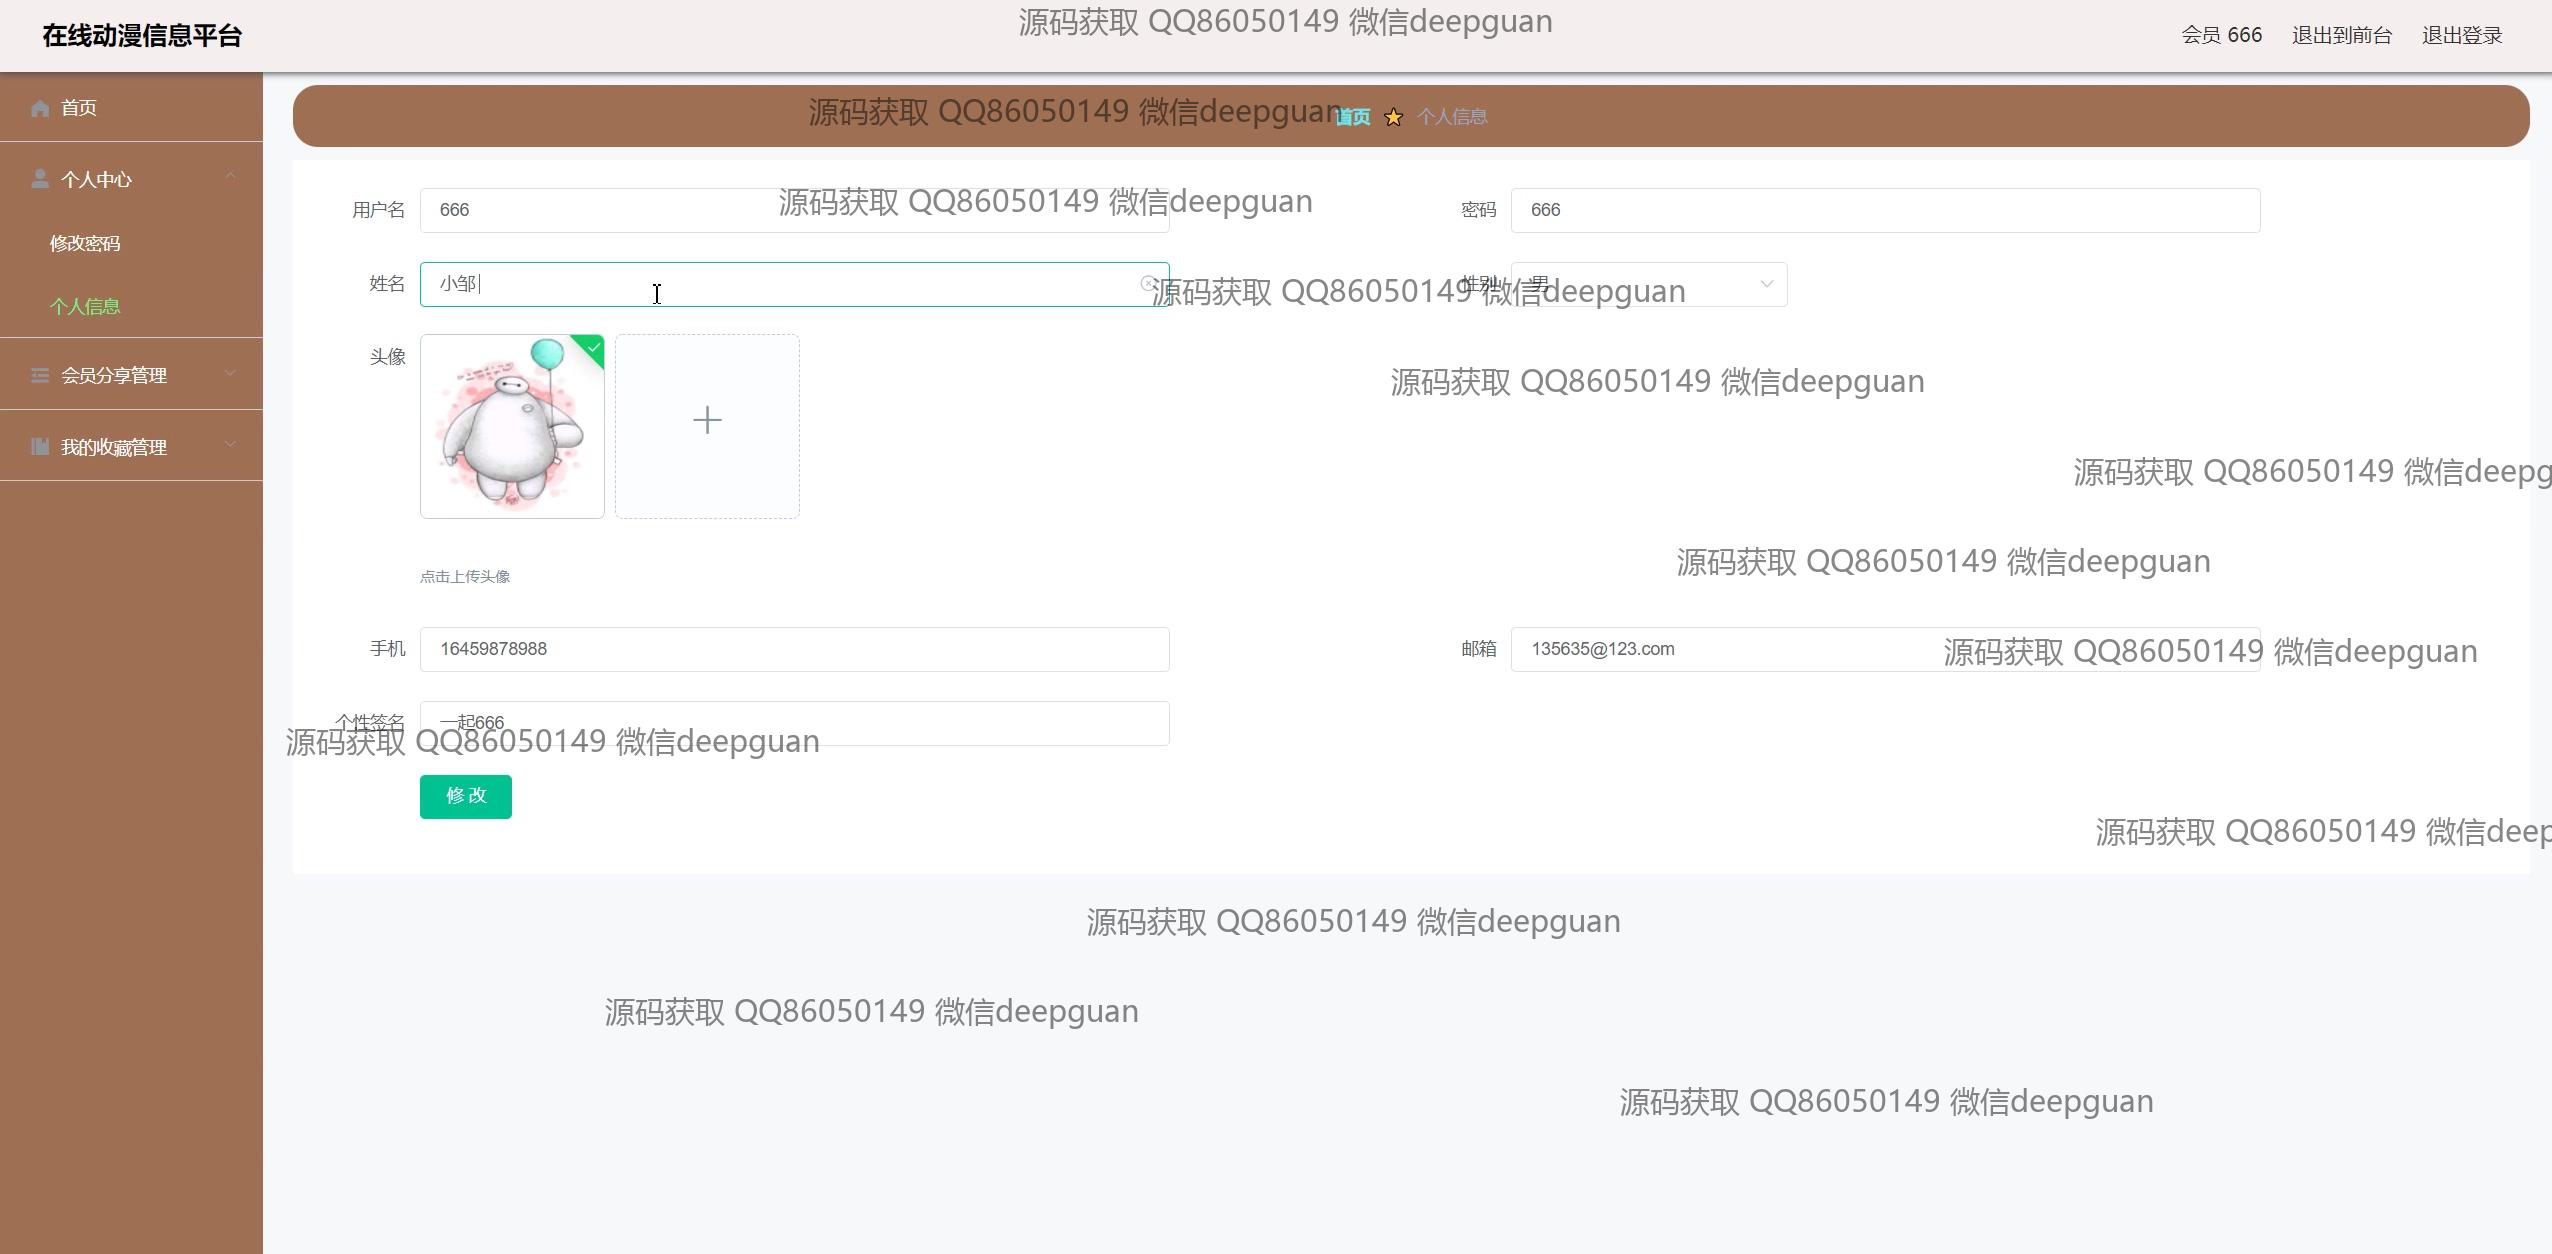 在线动漫信息平台
源码获取 QQ86050149 微信deepguan
会员 666
退出到前台
退出登录
首页
源码获取 QQ86050149 微信deepguan
首页
个人信息
个人中心
用户名
666
源码获取 QQ86050149 微信deepguan
密码
666
修改密码
姓名
小邹
源码获取 QQ86050149 微信deepguan
性别
男
个人信息
头像
会员分享管理
源码获取 QQ86050149 微信deepguan
我的收藏管理
源码获取 QQ86050149 微信deepg
源码获取 QQ86050149 微信deepguan
点击上传头像
手机
16459878988
邮箱
135635@123.com
源码获取 QQ86050149 微信deepguan
个性签名
一起666
源码获取 QQ86050149 微信deepguan
修改
源码获取 QQ86050149 微信deep
源码获取 QQ86050149 微信deepguan
源码获取 QQ86050149 微信deepguan
源码获取 QQ86050149 微信deepguan